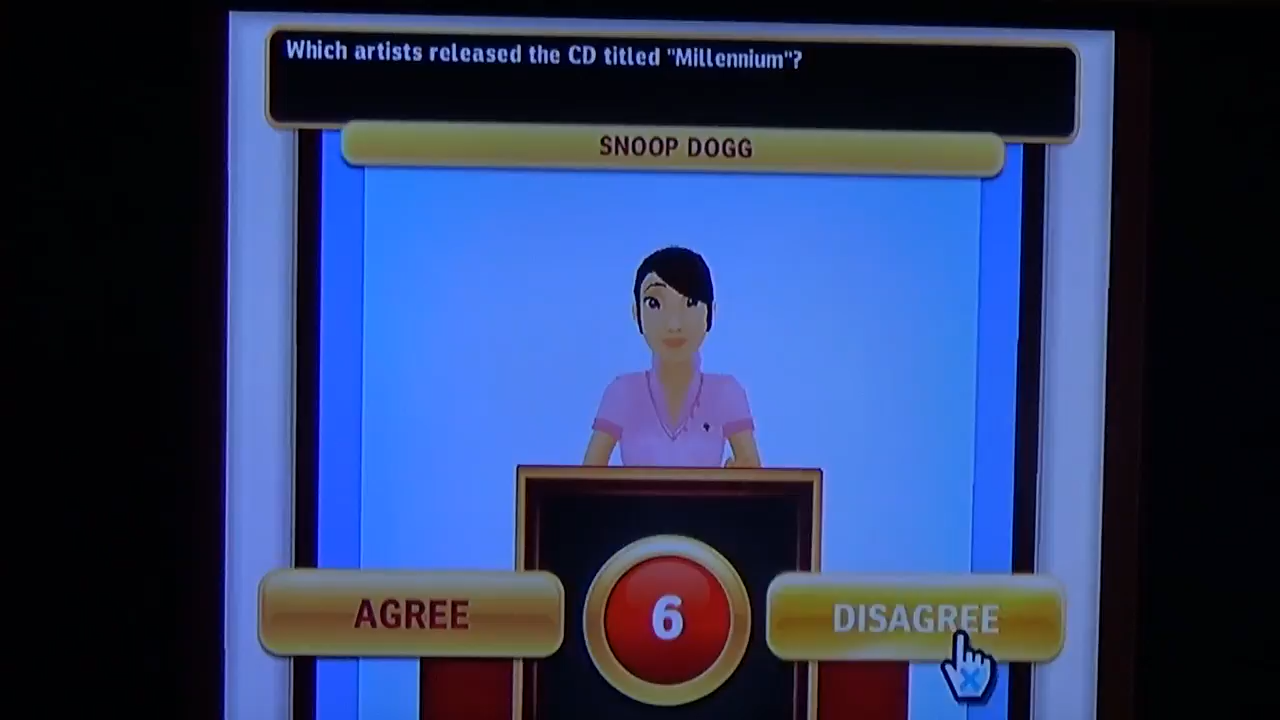 Which artists released the CD titled "Millennium"?
SNOOP DOGG
AGREE
6
DISAGREE